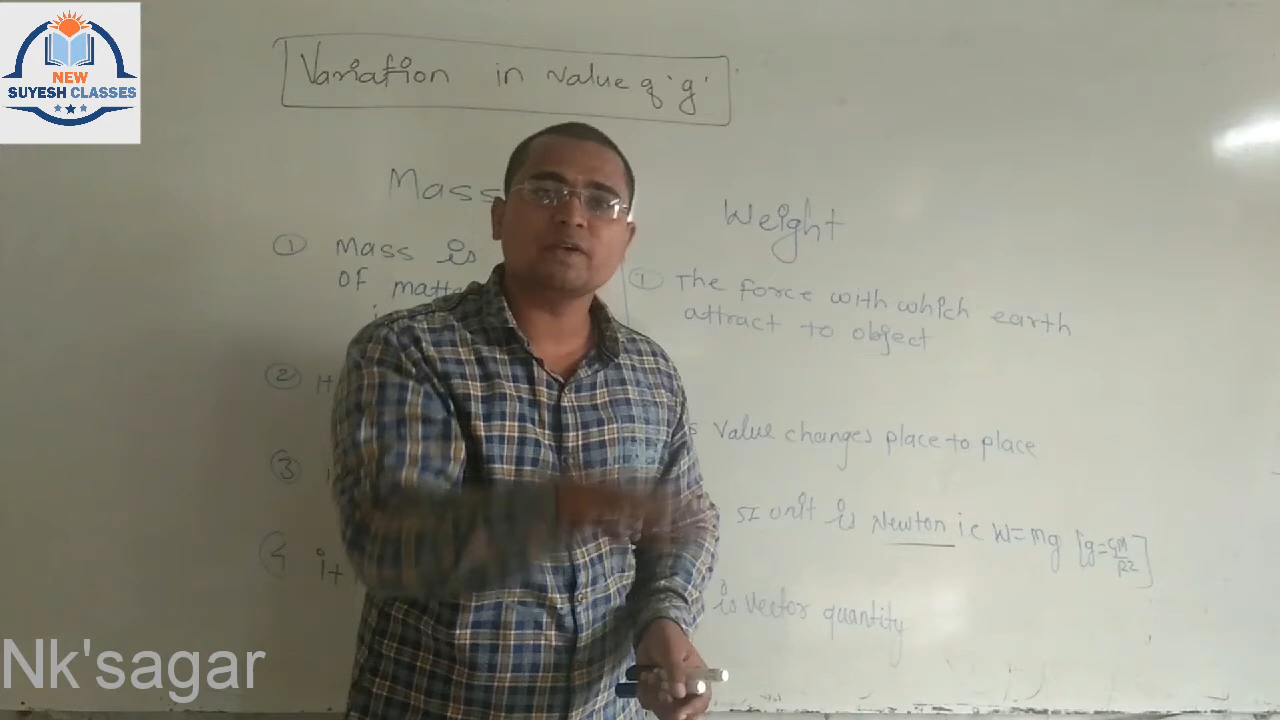 NEW
SUYESH CLASSES
Variation in value of 'g'
Mass
① Mass is
of matte
②
③
④ it
Weight
① The force with which earth
attract to object
value changes place to place
SI unit is Newton ie W=mg [g=GM/R2]
is vector quantity
Nk'sagar